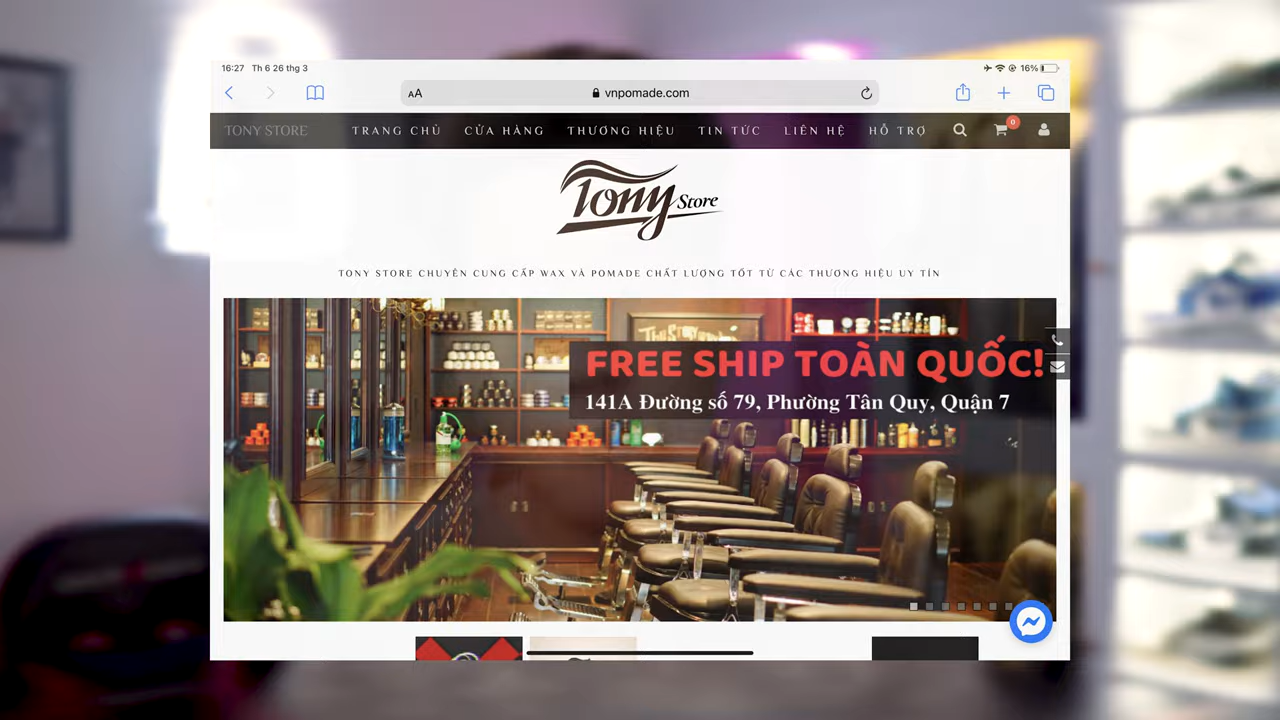 16:27 Th 6 26 thg 3
16%
AA vnpomade.com
TONY STORE TRANG CHỦ CỬA HÀNG THƯƠNG HIỆU TIN TỨC LIÊN HỆ HỖ TRỢ 0
Tony Store
TONY STORE CHUYÊN CUNG CẤP WAX VÀ POMADE CHẤT LƯỢNG TỐT TỪ CÁC THƯƠNG HIỆU UY TÍN
FREE SHIP TOÀN QUỐC!
141A Đường số 79, Phường Tân Quy, Quận 7